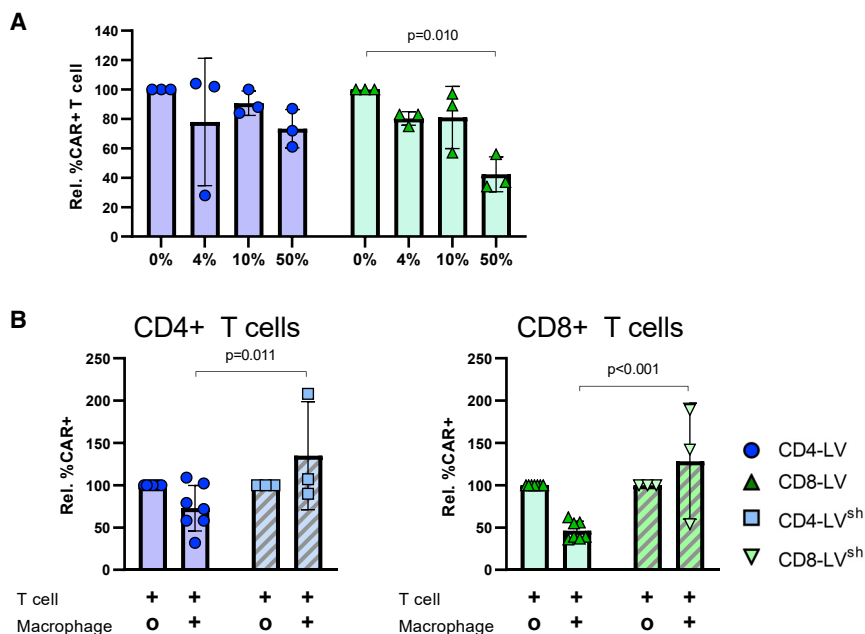 A
Rel. %CAR+ T cell
140
120
100
80
60
40
20
0
0% 4% 10% 50% 0% 4% 10% 50%
p=0.010
B
CD4+ T cells
Rel. %CAR+
250
200
150
100
50
0
p=0.011
CD8+ T cells
Rel. %CAR+
250
200
150
100
50
0
p<0.001
CD4-LV
CD8-LV
CD4-LVsh
CD8-LVsh
T cell + + + + + + + +
Macrophage o + o + o + o +